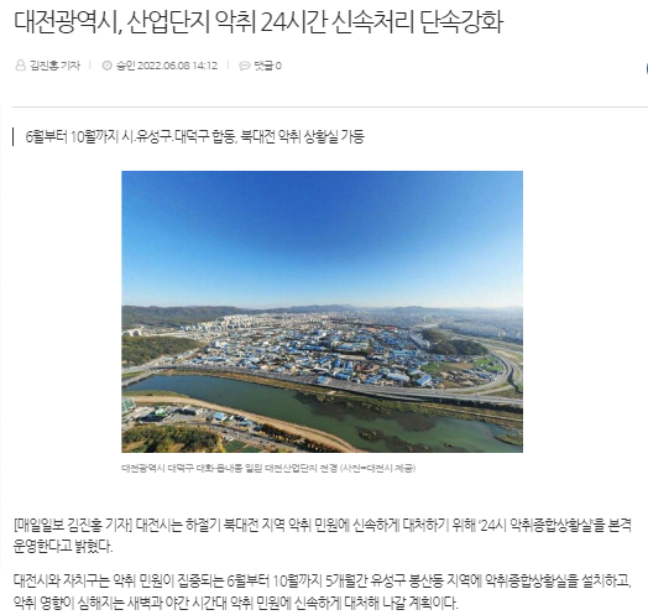 대전광역시, 산업단지 악취 24시간 신속처리 단속강화
김진홍 기자 승인 2022.06.08 14:12 댓글 0
6월부터 10월까지 시.유성구.대덕구 합동, 북대전 악취 상황실 가동
대전광역시 대덕구 대화·읍내동 일원 대전산업단지 전경 (사진=대전시 제공)
[매일일보 김진홍 기자] 대전시는 하절기 북대전 지역 악취 민원에 신속하게 대처하기 위해 '24시 악취종합상황실'을 본격
운영한다고 밝혔다.
대전시와 자치구는 악취 민원이 집중되는 6월부터 10월까지 5개월간 유성구 봉산동 지역에 악취종합상황실을 설치하고,
악취 영향이 심해지는 새벽과 야간 시간대 악취 민원에 신속하게 대처해 나갈 계획이다.